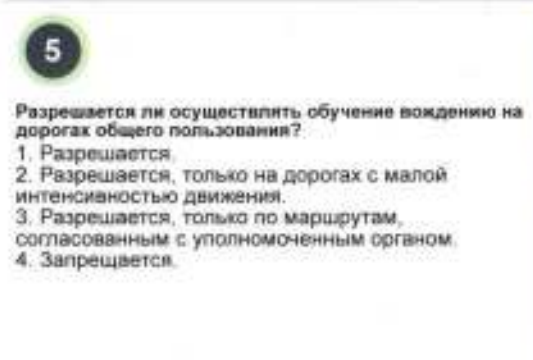 5
Разрешается ли осуществлять обучение вождению на
дорогах общего пользования?
1. Разрешается.
2. Разрешается, только на дорогах с малой
интенсивностью движения.
3. Разрешается, только по маршрутам,
согласованным с уполномоченным органом.
4. Запрещается.